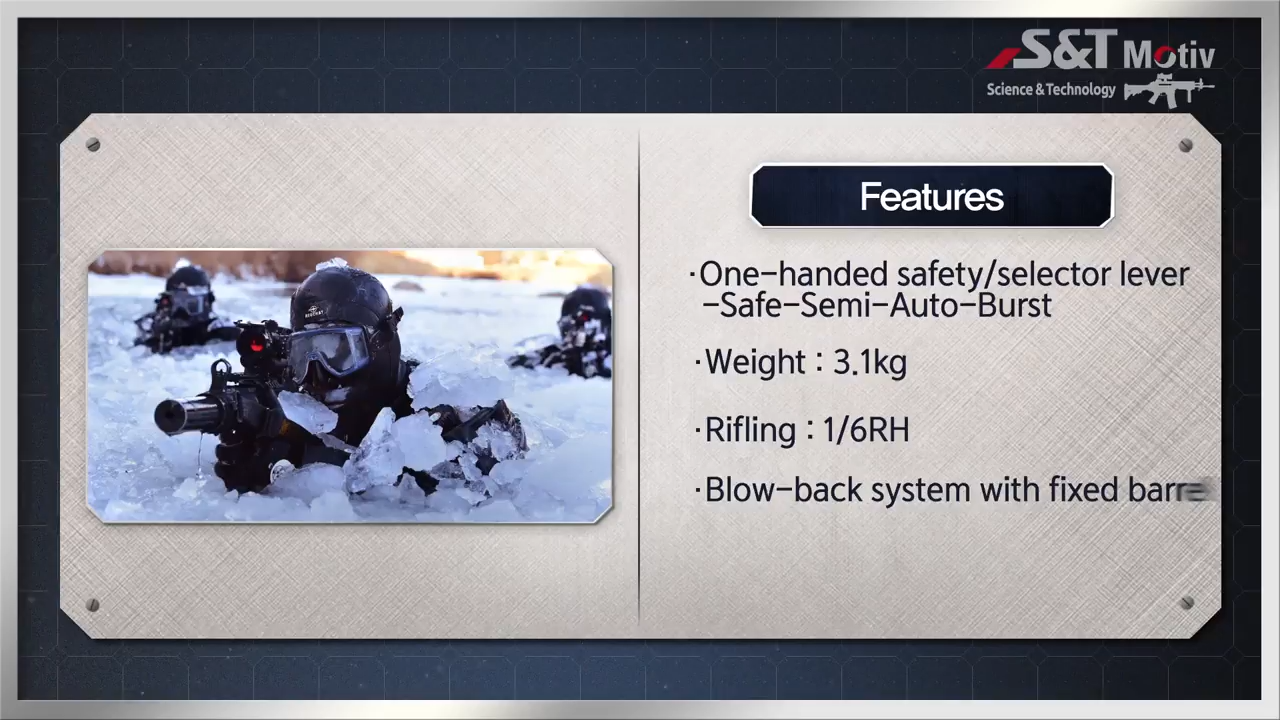 S&T Motiv
Science & Technology
Features
·One-handed safety/selector lever
-Safe-Semi-Auto-Burst
·Weight : 3.1kg
·Rifling : 1/6RH
·Blow-back system with fixed